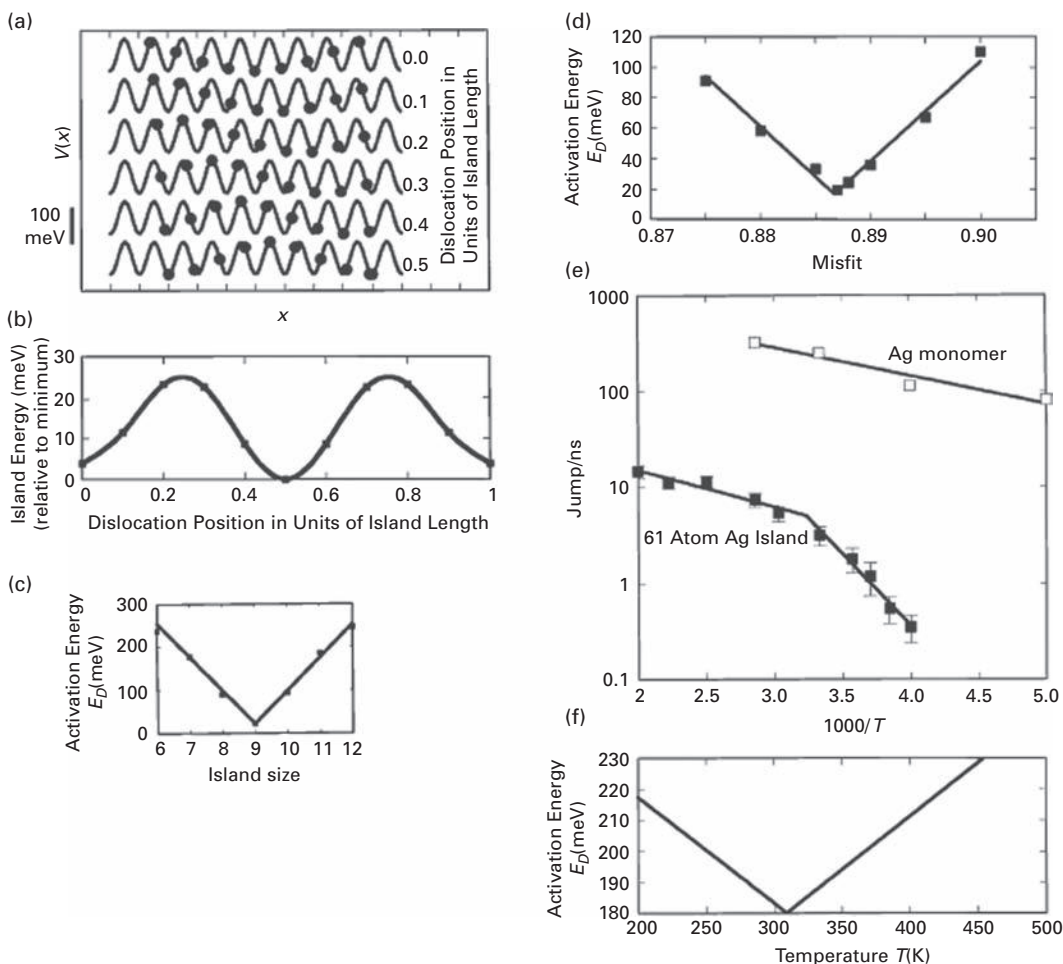 (a)
V(x)
100
meV
0.0
0.1
0.2
0.3
0.4
0.5
Dislocation Position in
Units of Island Length
x
(b)
Island Energy (meV)
(relative to minimum)
30
20
10
0
0
0.2
0.4
0.6
0.8
1
Dislocation Position in Units of Island Length
(c)
Activation Energy
E_D(meV)
300
200
100
0
6
7
8
9
10
11
12
Island size
(d)
Activation Energy
E_D(meV)
120
100
80
60
40
20
0
0.87
0.88
0.89
0.90
Misfit
(e)
Jump/ns
1000
100
10
1
0.1
Ag monomer
61 Atom Ag Island
2
2.5
3.0
3.5
4.0
4.5
5.0
1000/T
(f)
Activation Energy
E_D(meV)
230
220
210
200
190
180
200
250
300
350
400
450
500
Temperature T(K)